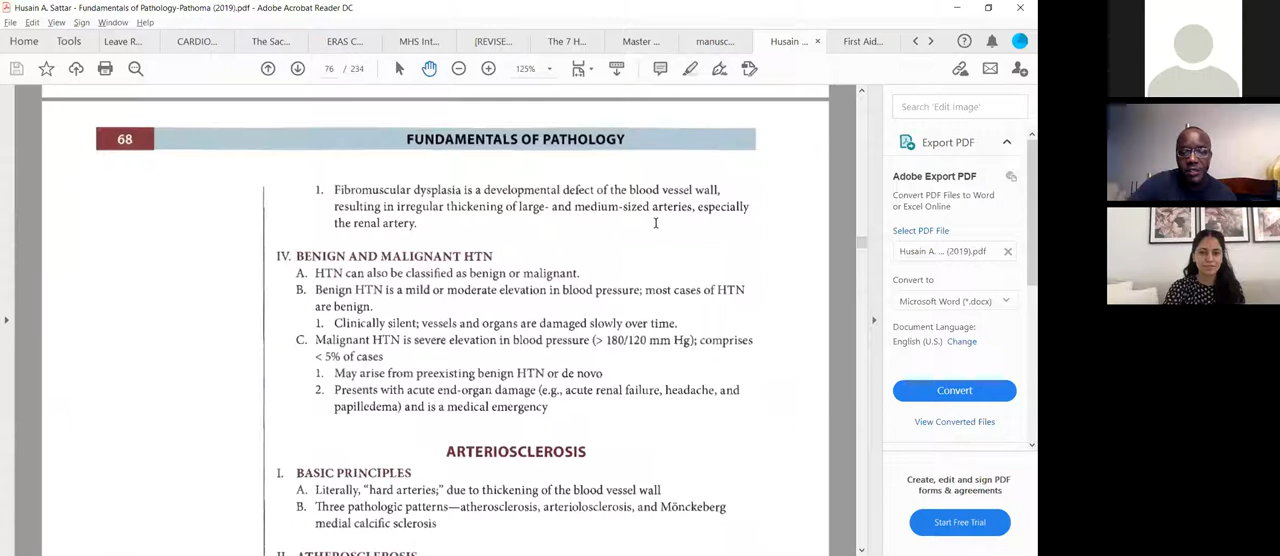 Husain A. Sattar - Fundamentals of Pathology-Pathoma (2019).pdf - Adobe Acrobat Reader DC
File Edit View Sign Window Help
Home Tools Leave R... CARDIO... The Sac... ERAS C... MHS Int... [REVISE... The 7 H... Master ... manusc... Husain ... × First Aid...
76 / 234 125%
68 FUNDAMENTALS OF PATHOLOGY
1. Fibromuscular dysplasia is a developmental defect of the blood vessel wall,
resulting in irregular thickening of large- and medium-sized arteries, especially
the renal artery.
IV. BENIGN AND MALIGNANT HTN
A. HTN can also be classified as benign or malignant.
B. Benign HTN is a mild or moderate elevation in blood pressure; most cases of HTN
are benign.
1. Clinically silent; vessels and organs are damaged slowly over time.
C. Malignant HTN is severe elevation in blood pressure (> 180/120 mm Hg); comprises
< 5% of cases
1. May arise from preexisting benign HTN or de novo
2. Presents with acute end-organ damage (e.g., acute renal failure, headache, and
papilledema) and is a medical emergency
ARTERIOSCLEROSIS
I. BASIC PRINCIPLES
A. Literally, “hard arteries;” due to thickening of the blood vessel wall
B. Three pathologic patterns—atherosclerosis, arteriolosclerosis, and Mönckeberg
medial calcific sclerosis
II. ATHEROSCLEROSIS
Search 'Edit Image'
Export PDF
Adobe Export PDF
Convert PDF Files to Word
or Excel Online
Select PDF File
Husain A. ... (2019).pdf
Convert to
Microsoft Word (*.docx)
Document Language:
English (U.S.) Change
Convert
View Converted Files
Create, edit and sign PDF
forms & agreements
Start Free Trial